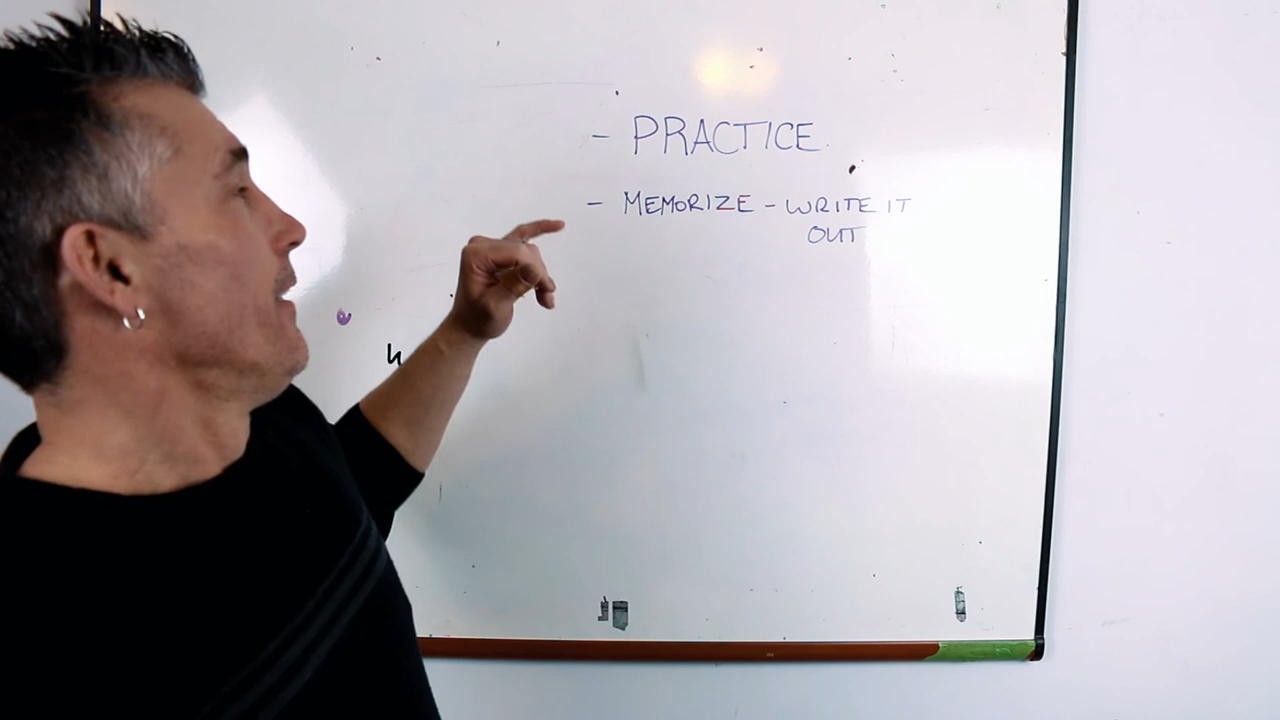 - PRACTICE
- MEMORIZE - WRITE IT
OUT